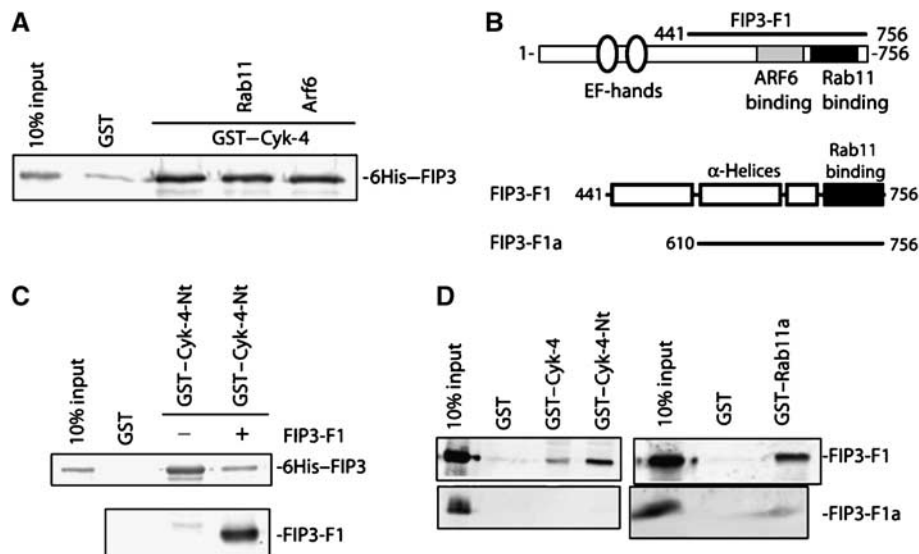 A
10% input
GST
Rab11
Arf6
GST–Cyk-4
-6His–FIP3
B
FIP3-F1
441 756
1- -756
EF-hands
ARF6 binding
Rab11 binding
Rab11 binding
α-Helices
FIP3-F1 441 756
FIP3-F1a 610 756
C
10% input
GST
GST–Cyk-4-Nt
GST–Cyk-4-Nt
– + FIP3-F1
-6His–FIP3
-FIP3-F1
D
10% input
GST
GST–Cyk-4
GST–Cyk-4-Nt
10% input
GST
GST–Rab11a
-FIP3-F1
-FIP3-F1a